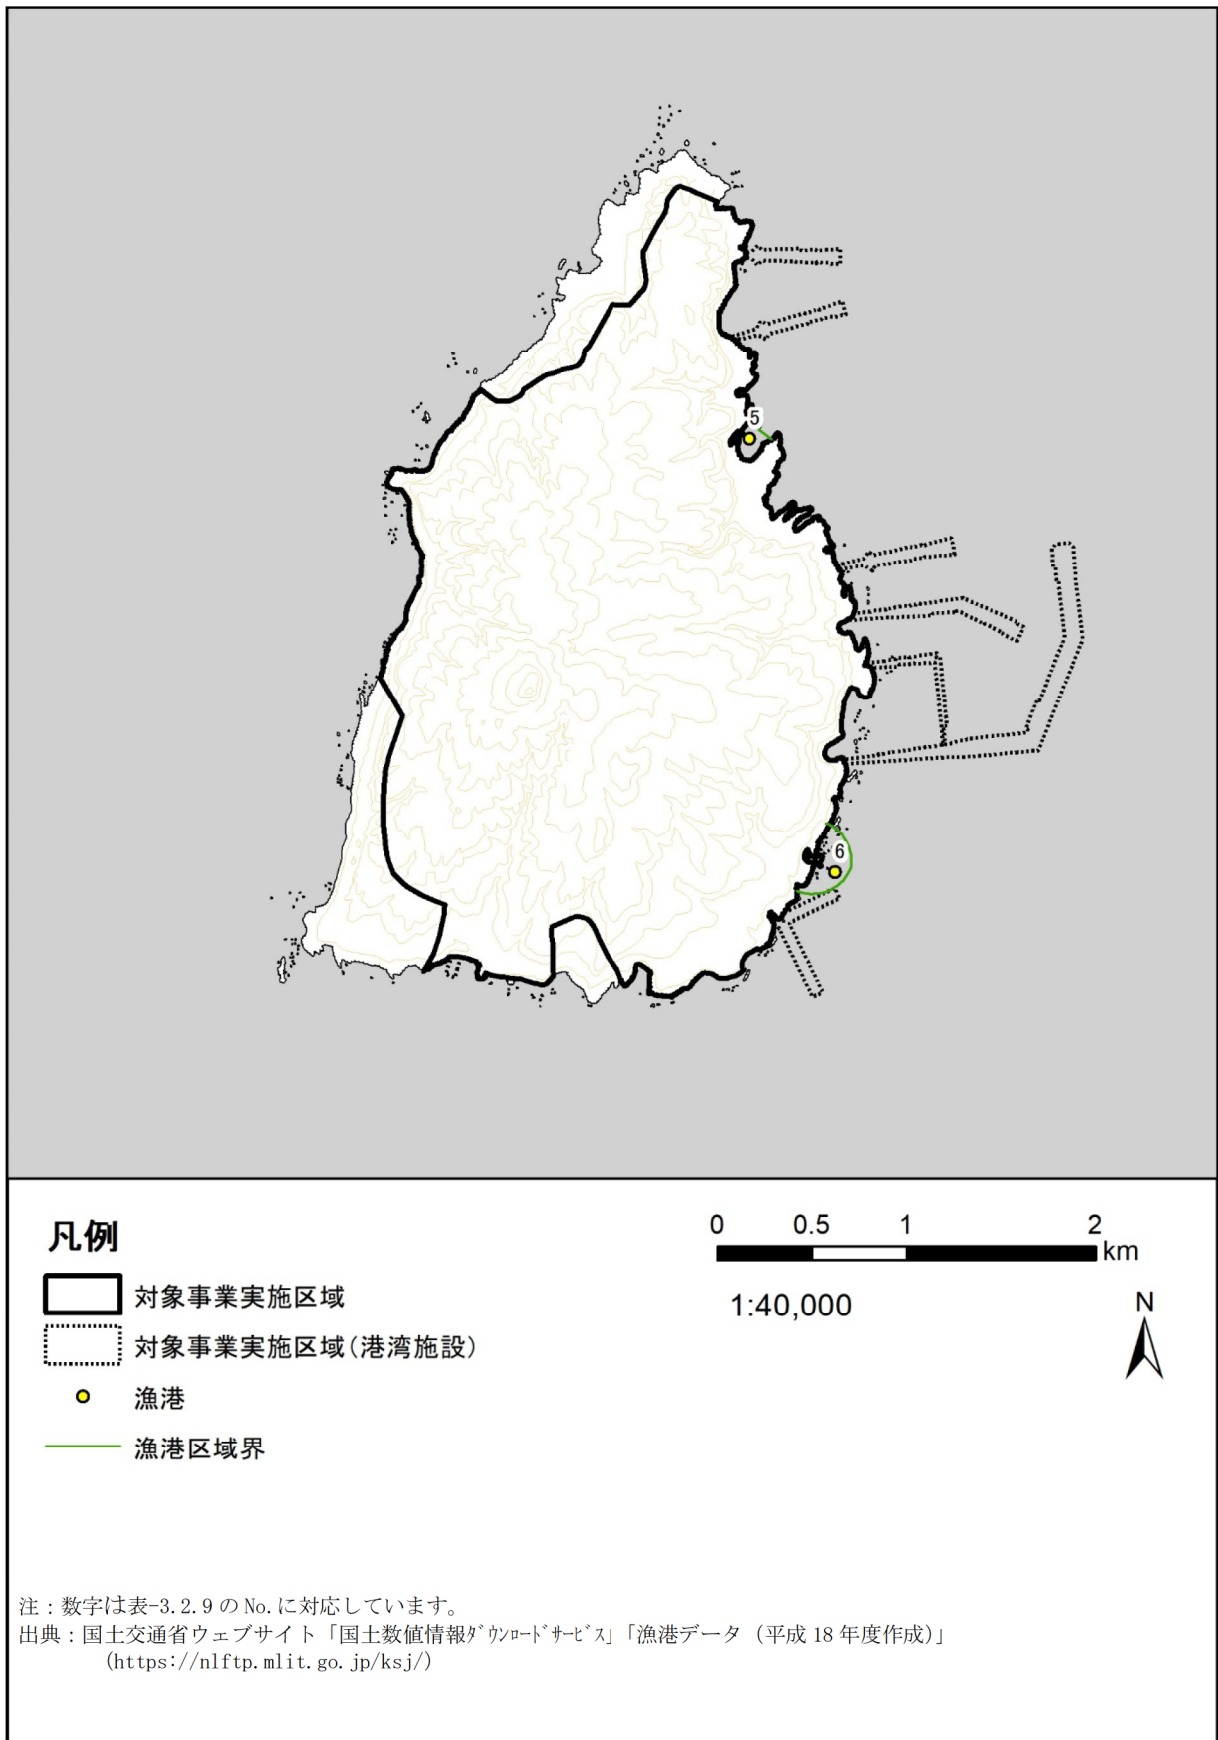 5
6
凡例
対象事業実施区域
対象事業実施区域(港湾施設)
漁港
漁港区域界
0 0.5 1 2
km
1:40,000
N
注：数字は表-3.2.9 の No.に対応しています。
出典：国土交通省ウェブサイト「国土数値情報ﾀﾞｳﾝﾛｰﾄﾞｻｰﾋﾞｽ」「漁港データ（平成 18 年度作成）」
(https://nlftp.mlit.go.jp/ksj/)